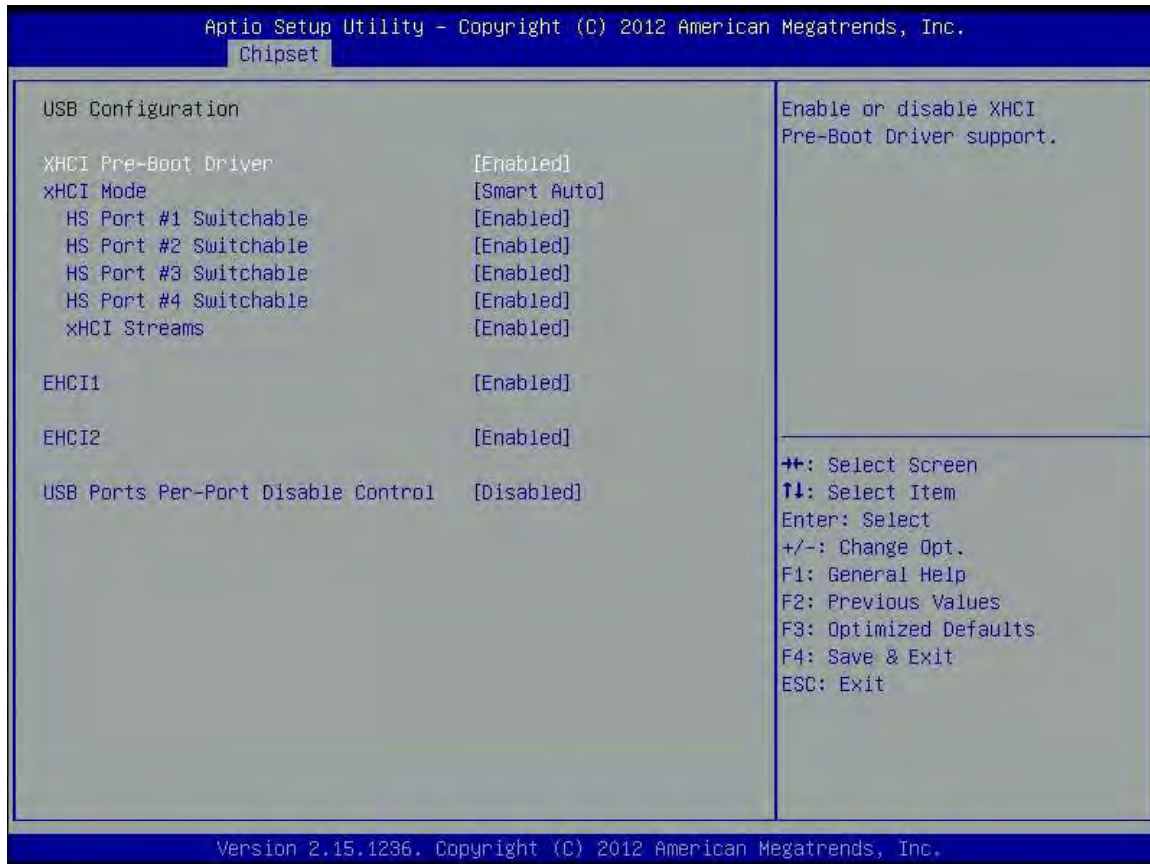 Aptio Setup Utility – Copyright (C) 2012 American Megatrends, Inc.
Chipset
USB Configuration
XHCI Pre-Boot Driver [Enabled]
xHCI Mode [Smart Auto]
HS Port #1 Switchable [Enabled]
HS Port #2 Switchable [Enabled]
HS Port #3 Switchable [Enabled]
HS Port #4 Switchable [Enabled]
xHCI Streams [Enabled]
EHCI1 [Enabled]
EHCI2 [Enabled]
USB Ports Per-Port Disable Control [Disabled]
Enable or disable XHCI
Pre-Boot Driver support.
→←: Select Screen
↑↓: Select Item
Enter: Select
+/-: Change Opt.
F1: General Help
F2: Previous Values
F3: Optimized Defaults
F4: Save & Exit
ESC: Exit
Version 2.15.1236. Copyright (C) 2012 American Megatrends, Inc.